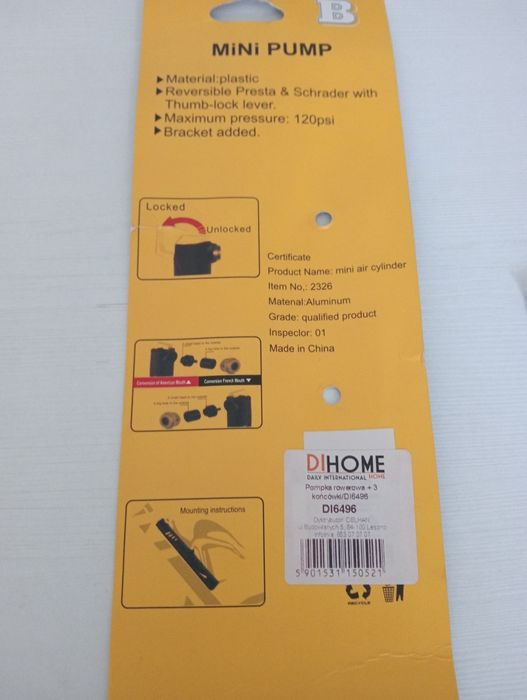 B
MiNi PUMP
▶ Material:plastic
▶ Reversible Presta & Schrader with
Thumb-lock lever.
▶ Maximum pressure: 120psi
▶ Bracket added.
Locked
Unlocked
Certificate
Product Name: mini air cylinder
Item No,: 2326
Material:Aluminum
Grade: qualified product
Inspector: 01
Made in China
Conversion of American Mouth ▲
Conversion French Mouth ▼
Mounting instructions
DIHOME
DAILY INTERNATIONAL HOME
Pompka rowerowa + 3
końcówki/DI6496
DI6496
5 901531 150521
RECYCLE